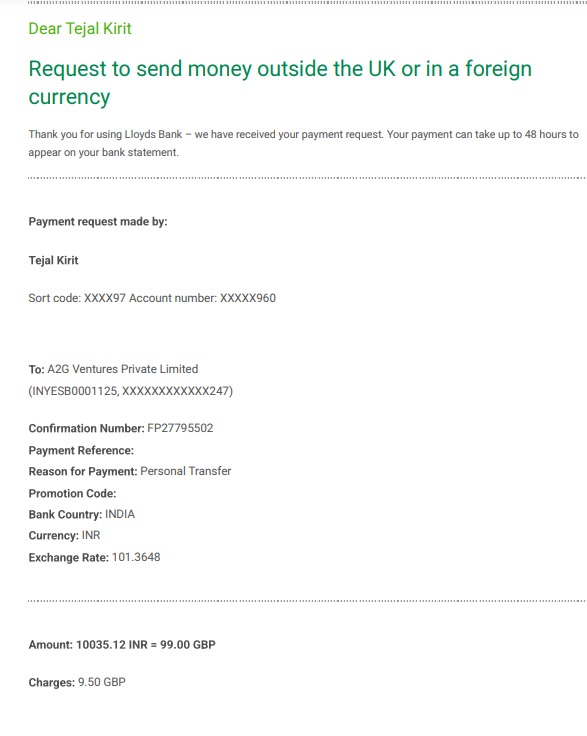 Dear Tejal Kirit
Request to send money outside the UK or in a foreign
currency
Thank you for using Lloyds Bank – we have received your payment request. Your payment can take up to 48 hours to
appear on your bank statement.
Payment request made by:
Tejal Kirit
Sort code: XXXX97 Account number: XXXXX960
To: A2G Ventures Private Limited
(INYESB0001125, XXXXXXXXXXXX247)
Confirmation Number: FP27795502
Payment Reference:
Reason for Payment: Personal Transfer
Promotion Code:
Bank Country: INDIA
Currency: INR
Exchange Rate: 101.3648
Amount: 10035.12 INR = 99.00 GBP
Charges: 9.50 GBP